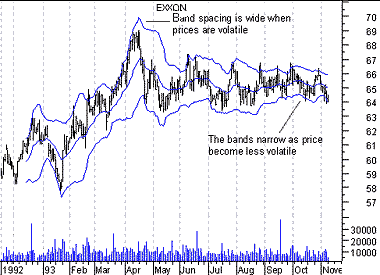 EXXON
Band spacing is wide when
prices are volatile
70
69
68
67
66
65
64
63
62
61
60
59
58
57
The bands narrow as price
become less volatile
30000
20000
10000
1992 93 Feb Mar Apr May Jun Jul Aug Sep Oct Nove